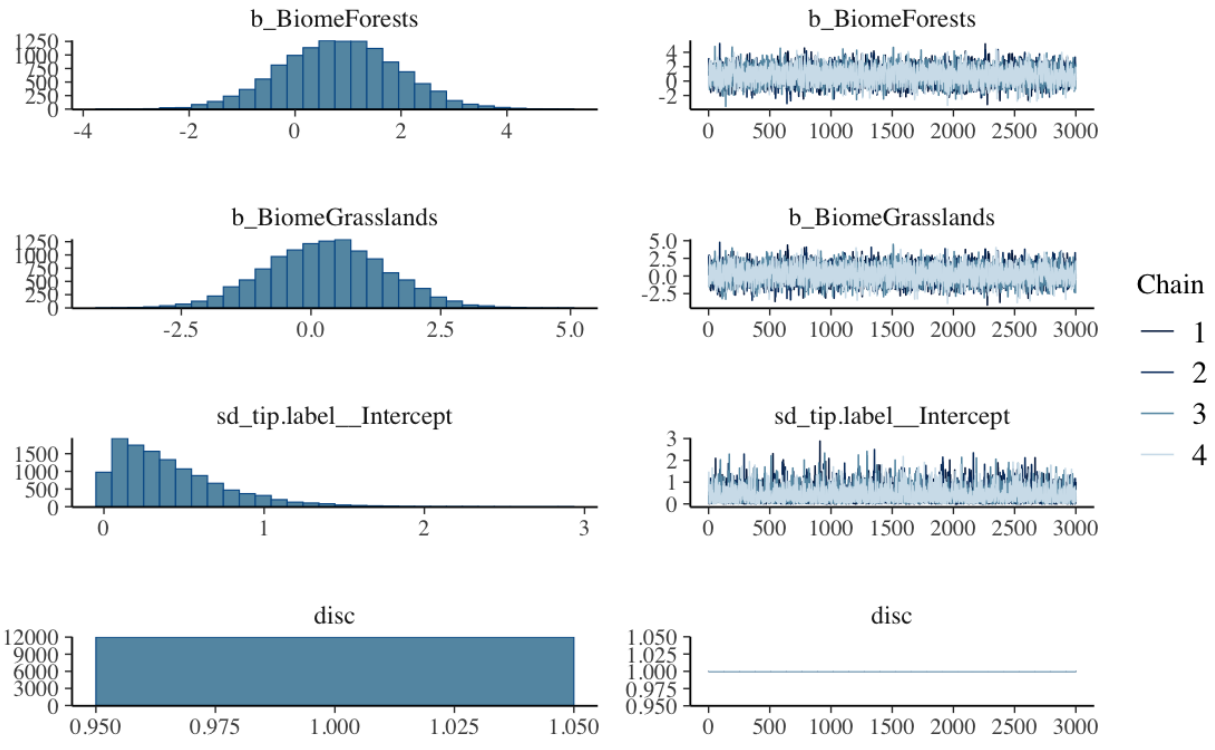 b_BiomeForests
1250
1000
750
500
250
0
-4 -2 0 2 4
b_BiomeForests
4
2
0
-2
0 500 1000 1500 2000 2500 3000
b_BiomeGrasslands
1250
1000
750
500
250
0
-2.5 0.0 2.5 5.0
b_BiomeGrasslands
5.0
2.5
0.0
-2.5
0 500 1000 1500 2000 2500 3000
sd_tip.label__Intercept
1500
1000
500
0
0 1 2 3
sd_tip.label__Intercept
3
2
1
0
0 500 1000 1500 2000 2500 3000
disc
12000
9000
6000
3000
0
0.950 0.975 1.000 1.025 1.050
disc
1.050
1.025
1.000
0.975
0.950
0 500 1000 1500 2000 2500 3000
Chain
1
2
3
4